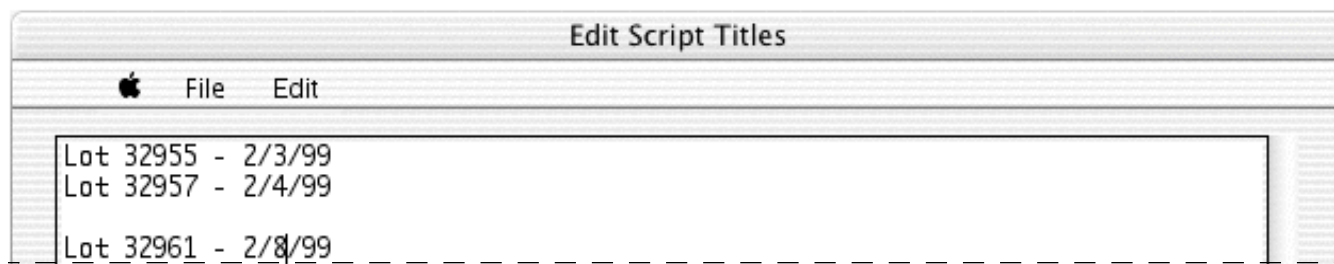 Edit Script Titles
File Edit
Lot 32955 - 2/3/99
Lot 32957 - 2/4/99
Lot 32961 - 2/8/99